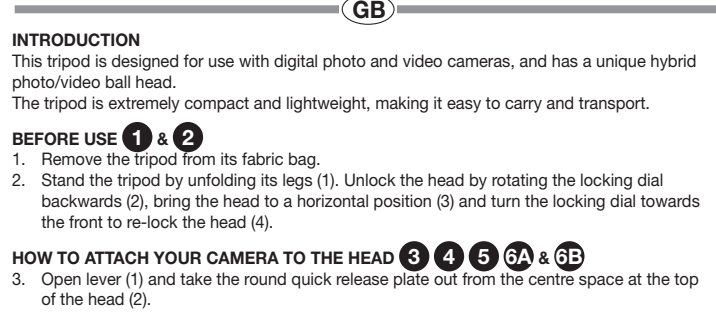 GB
INTRODUCTION
This tripod is designed for use with digital photo and video cameras, and has a unique hybrid
photo/video ball head.
The tripod is extremely compact and lightweight, making it easy to carry and transport.
BEFORE USE 1 & 2
1. Remove the tripod from its fabric bag.
2. Stand the tripod by unfolding its legs (1). Unlock the head by rotating the locking dial
backwards (2), bring the head to a horizontal position (3) and turn the locking dial towards
the front to re-lock the head (4).
HOW TO ATTACH YOUR CAMERA TO THE HEAD 3 4 5 6A & 6B
3. Open lever (1) and take the round quick release plate out from the centre space at the top
of the head (2).